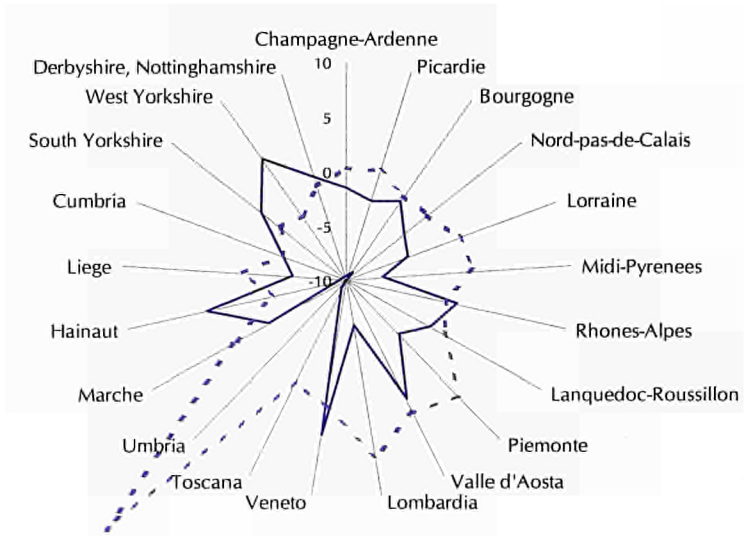 Champagne-Ardenne
10
Derbyshire, Nottinghamshire
Picardie
West Yorkshire
Bourgogne
5
South Yorkshire
Nord-pas-de-Calais
0
Cumbria
Lorraine
-5
Liege
Midi-Pyrenees
-10
Hainaut
Rhones-Alpes
Marche
Lanquedoc-Roussillon
Umbria
Piemonte
Toscana
Valle d'Aosta
Veneto
Lombardia